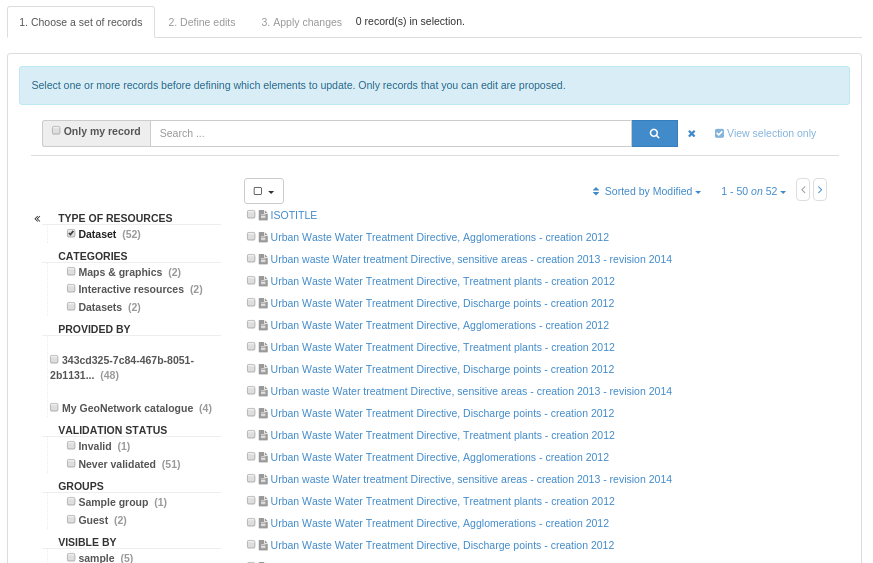 1. Choose a set of records 2. Define edits 3. Apply changes 0 record(s) in selection.
Select one or more records before defining which elements to update. Only records that you can edit are proposed.
Only my record Search ... View selection only
Sorted by Modified 1 - 50 on 52
« TYPE OF RESOURCES
Dataset (52)
CATEGORIES
Maps & graphics (2)
Interactive resources (2)
Datasets (2)
PROVIDED BY
343cd325-7c84-467b-8051-
2b1131... (48)
My GeoNetwork catalogue (4)
VALIDATION STATUS
Invalid (1)
Never validated (51)
GROUPS
Sample group (1)
Guest (2)
VISIBLE BY
sample (5)
ISOTITLE
Urban Waste Water Treatment Directive, Agglomerations - creation 2012
Urban waste Water treatment Directive, sensitive areas - creation 2013 - revision 2014
Urban Waste Water Treatment Directive, Treatment plants - creation 2012
Urban Waste Water Treatment Directive, Discharge points - creation 2012
Urban Waste Water Treatment Directive, Agglomerations - creation 2012
Urban Waste Water Treatment Directive, Treatment plants - creation 2012
Urban Waste Water Treatment Directive, Discharge points - creation 2012
Urban waste Water treatment Directive, sensitive areas - creation 2013 - revision 2014
Urban Waste Water Treatment Directive, Discharge points - creation 2012
Urban Waste Water Treatment Directive, Treatment plants - creation 2012
Urban Waste Water Treatment Directive, Agglomerations - creation 2012
Urban waste Water treatment Directive, sensitive areas - creation 2013 - revision 2014
Urban Waste Water Treatment Directive, Treatment plants - creation 2012
Urban Waste Water Treatment Directive, Agglomerations - creation 2012
Urban Waste Water Treatment Directive, Discharge points - creation 2012